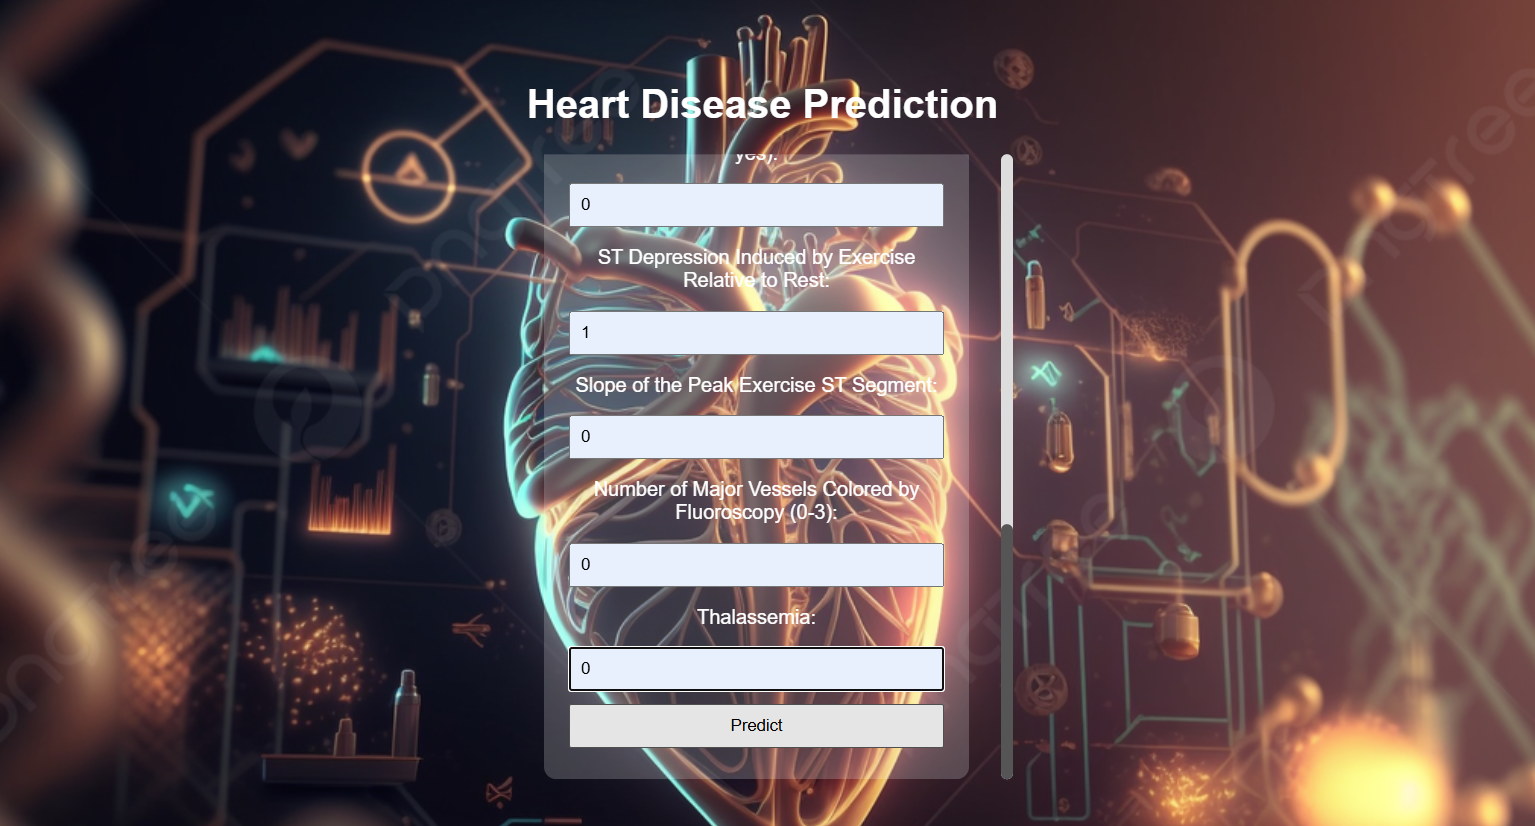 Heart Disease Prediction
yes):
0
ST Depression Induced by Exercise
Relative to Rest:
1
Slope of the Peak Exercise ST Segment:
0
Number of Major Vessels Colored by
Fluoroscopy (0-3):
0
Thalassemia:
0
Predict